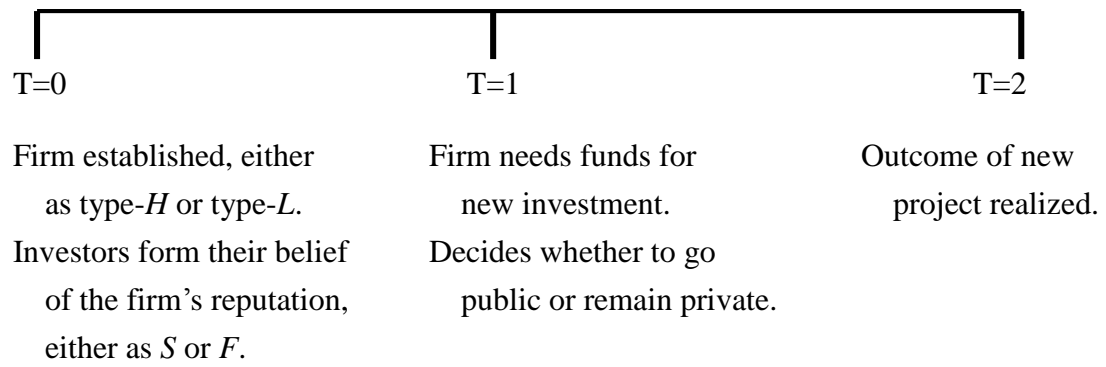 T=0
T=1
T=2
Firm established, either
as type-H or type-L.
Investors form their belief
of the firm’s reputation,
either as S or F.
Firm needs funds for
new investment.
Decides whether to go
public or remain private.
Outcome of new
project realized.